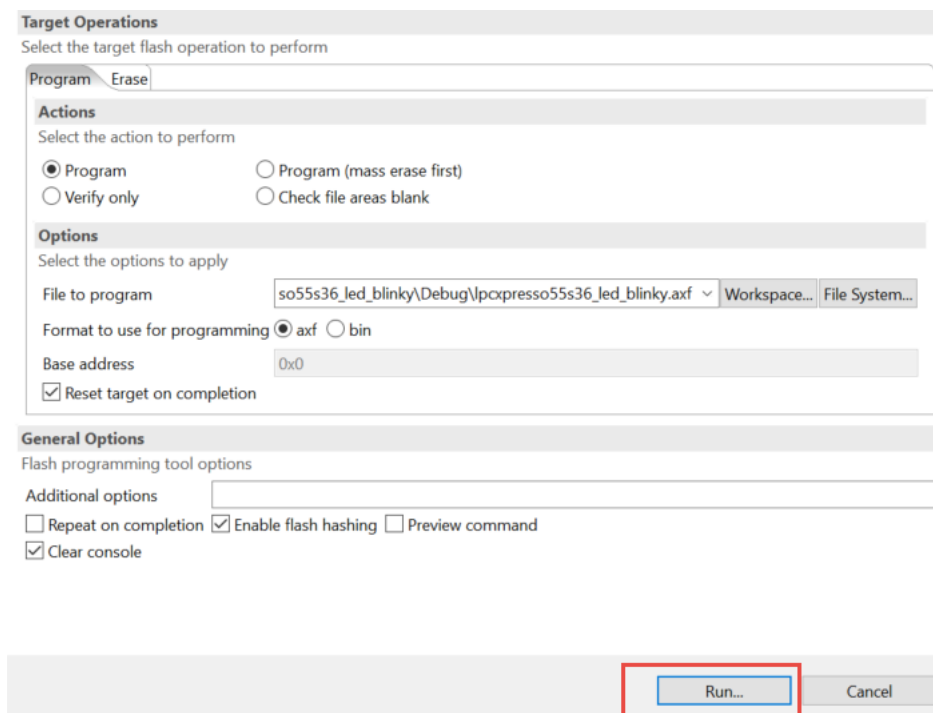 Target Operations
Select the target flash operation to perform
Program Erase
Actions
Select the action to perform
Program Program (mass erase first)
Verify only Check file areas blank
Options
Select the options to apply
File to program so55s36_led_blinky\Debug\lpcxpresso55s36_led_blinky.axf Workspace... File System...
Format to use for programming axf bin
Base address 0x0
Reset target on completion
General Options
Flash programming tool options
Additional options
Repeat on completion Enable flash hashing Preview command
Clear console
Run... Cancel